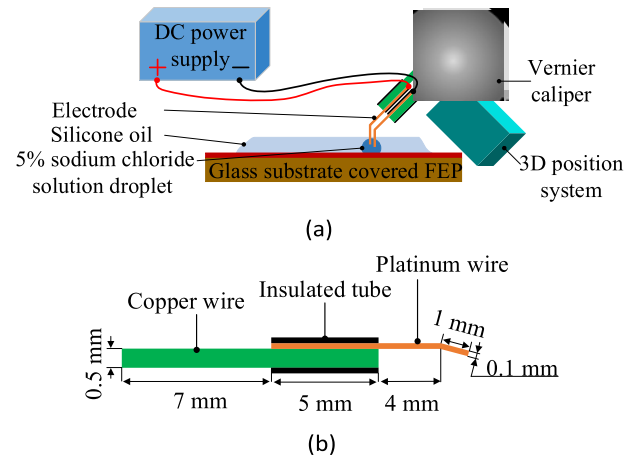 DC power
supply
+
−
Vernier
caliper
Electrode
Silicone oil
5% sodium chloride
solution droplet
Glass substrate covered FEP
3D position
system
(a)
Platinum wire
Insulated tube
Copper wire
1 mm
0.5 mm
0.1 mm
7 mm
5 mm
4 mm
(b)